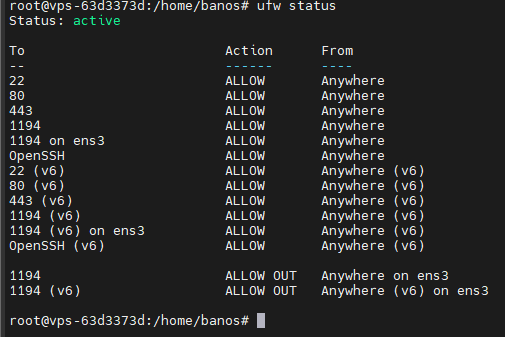 root@vps-63d3373d:/home/banos# ufw status
Status: active
To Action From
-- ------ ----
22 ALLOW Anywhere
80 ALLOW Anywhere
443 ALLOW Anywhere
1194 ALLOW Anywhere
1194 on ens3 ALLOW Anywhere
OpenSSH ALLOW Anywhere
22 (v6) ALLOW Anywhere (v6)
80 (v6) ALLOW Anywhere (v6)
443 (v6) ALLOW Anywhere (v6)
1194 (v6) ALLOW Anywhere (v6)
1194 (v6) on ens3 ALLOW Anywhere (v6)
OpenSSH (v6) ALLOW Anywhere (v6)
1194 ALLOW OUT Anywhere on ens3
1194 (v6) ALLOW OUT Anywhere (v6) on ens3
root@vps-63d3373d:/home/banos#